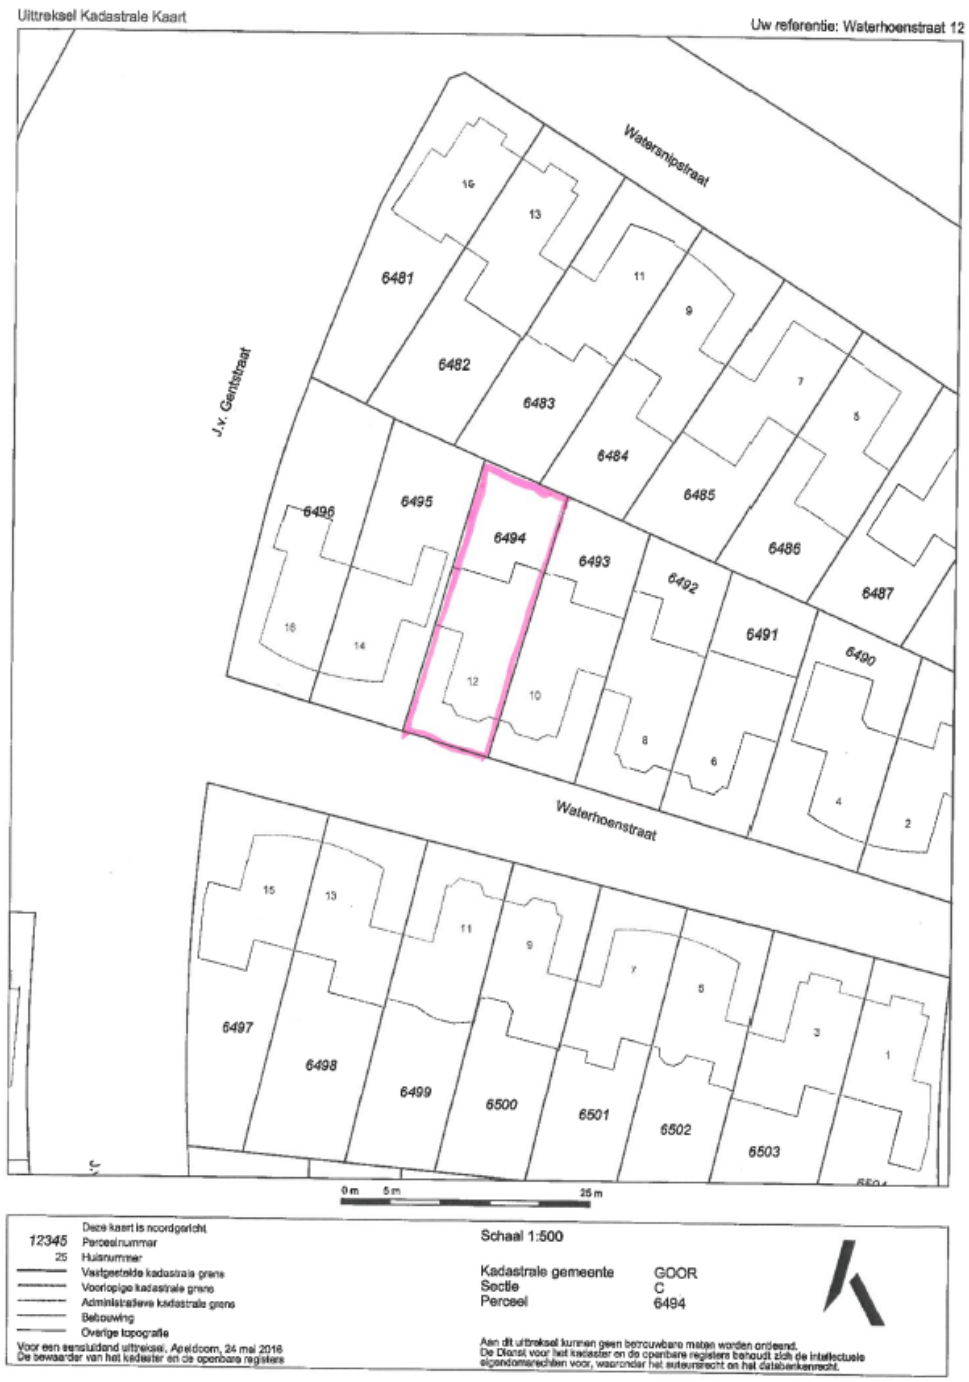 Uittreksel Kadastrale Kaart
Uw referentie: Waterhoenstraat 12
Watersnipstraat
16
13
6481
11
9
6482
7
J.v. Gentstraat
6483
5
6484
6485
6495
6496
6494
6486
6493
6492
6487
6491
16
14
6490
12
10
8
6
4
2
Waterhoenstraat
15
13
11
9
7
5
3
1
6497
6498
6499
6500
6501
6502
6503
6504
J.
0 m 5 m 25 m
Deze kaart is noordgericht
12345 Perceelnummer
25 Huisnummer
Vastgestelde kadastrale grens
Voorlopige kadastrale grens
Administratieve kadastrale grens
Bebouwing
Overige topografie
Voor een eensluidend uittreksel, Apeldoorn, 24 mei 2016
De bewaarder van het kadaster en de openbare registers
Schaal 1:500
Kadastrale gemeente GOOR
Sectie C
Perceel 6494
Aan dit uittreksel kunnen geen betrouwbare maten worden ontleend.
De Dienst voor het kadaster en de openbare registers behoudt zich de intellectuele
eigendomsrechten voor, waaronder het auteursrecht en het databankenrecht.